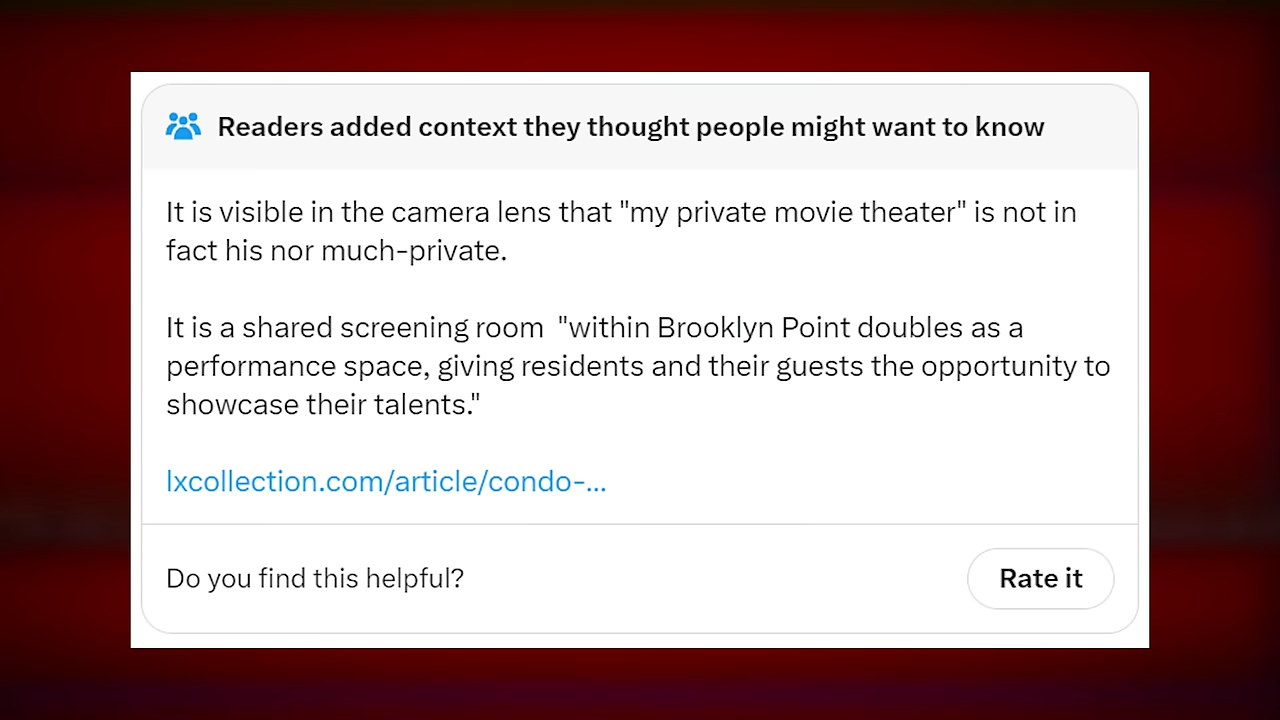 Readers added context they thought people might want to know
It is visible in the camera lens that "my private movie theater" is not in
fact his nor much-private.
It is a shared screening room  "within Brooklyn Point doubles as a
performance space, giving residents and their guests the opportunity to
showcase their talents."
lxcollection.com/article/condo-...
Do you find this helpful?
Rate it